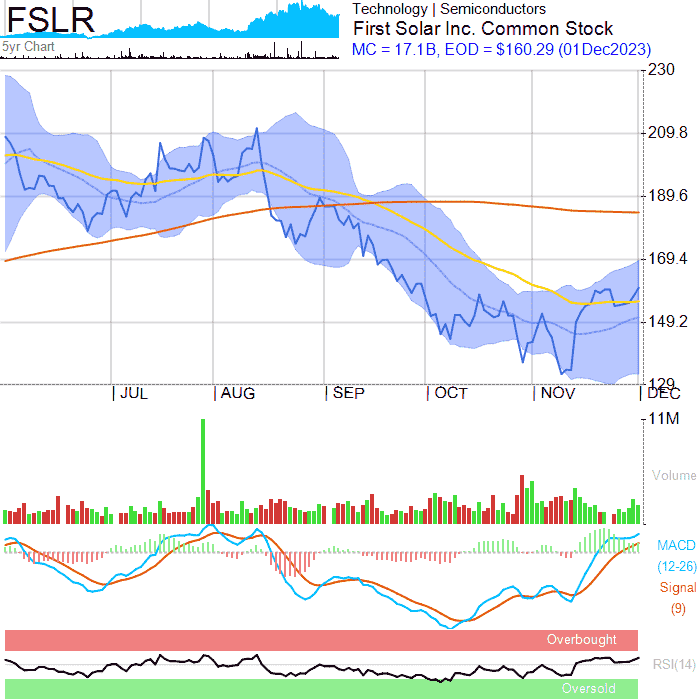 FSLR
5yr Chart
Technology | Semiconductors
First Solar Inc. Common Stock
MC = 17.1B, EOD = $160.29 (01Dec2023)
230
209.8
189.6
169.4
149.2
129
JUL
AUG
SEP
OCT
NOV
DEC
11M
Volume
MACD
(12-26)
Signal
(9)
Overbought
RSI(14)
Oversold